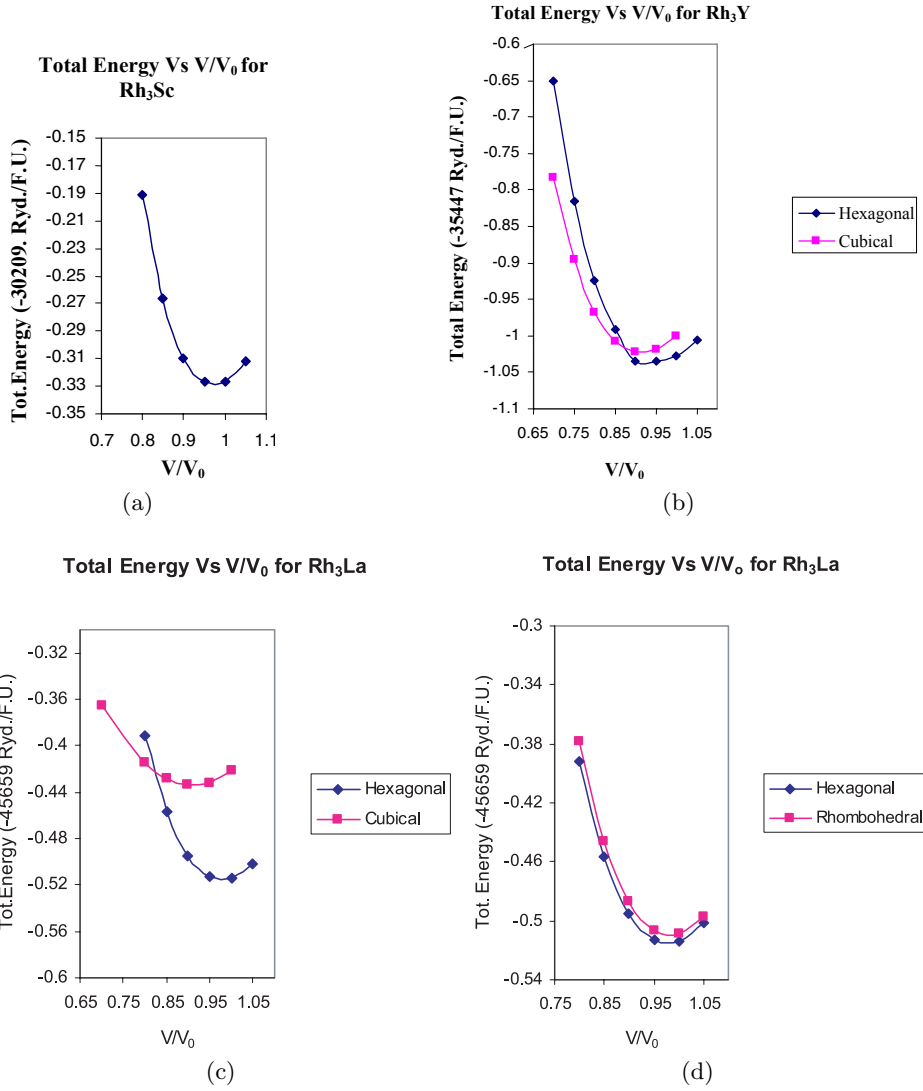 Total Energy Vs V/V₀ for
Rh₃Sc
Tot.Energy (-30209. Ryd./F.U.)
-0.15
-0.17
-0.19
-0.21
-0.23
-0.25
-0.27
-0.29
-0.31
-0.33
-0.35
0.7 0.8 0.9 1 1.1
V/V₀
(a)
Total Energy Vs V/V₀ for Rh₃Y
Total Energy (-35447 Ryd./F.U.)
-0.6
-0.65
-0.7
-0.75
-0.8
-0.85
-0.9
-0.95
-1
-1.05
-1.1
0.65 0.75 0.85 0.95 1.05
V/V₀
Hexagonal
Cubical
(b)
Total Energy Vs V/V₀ for Rh₃La
Tot.Energy (-45659 Ryd./F.U.)
-0.32
-0.36
-0.4
-0.44
-0.48
-0.52
-0.56
-0.6
0.65 0.75 0.85 0.95 1.05
V/V₀
Hexagonal
Cubical
(c)
Total Energy Vs V/Vₒ for Rh₃La
Tot. Energy (-45659 Ryd./F.U.)
-0.3
-0.34
-0.38
-0.42
-0.46
-0.5
-0.54
0.75 0.85 0.95 1.05
V/V₀
Hexagonal
Rhombohedral
(d)